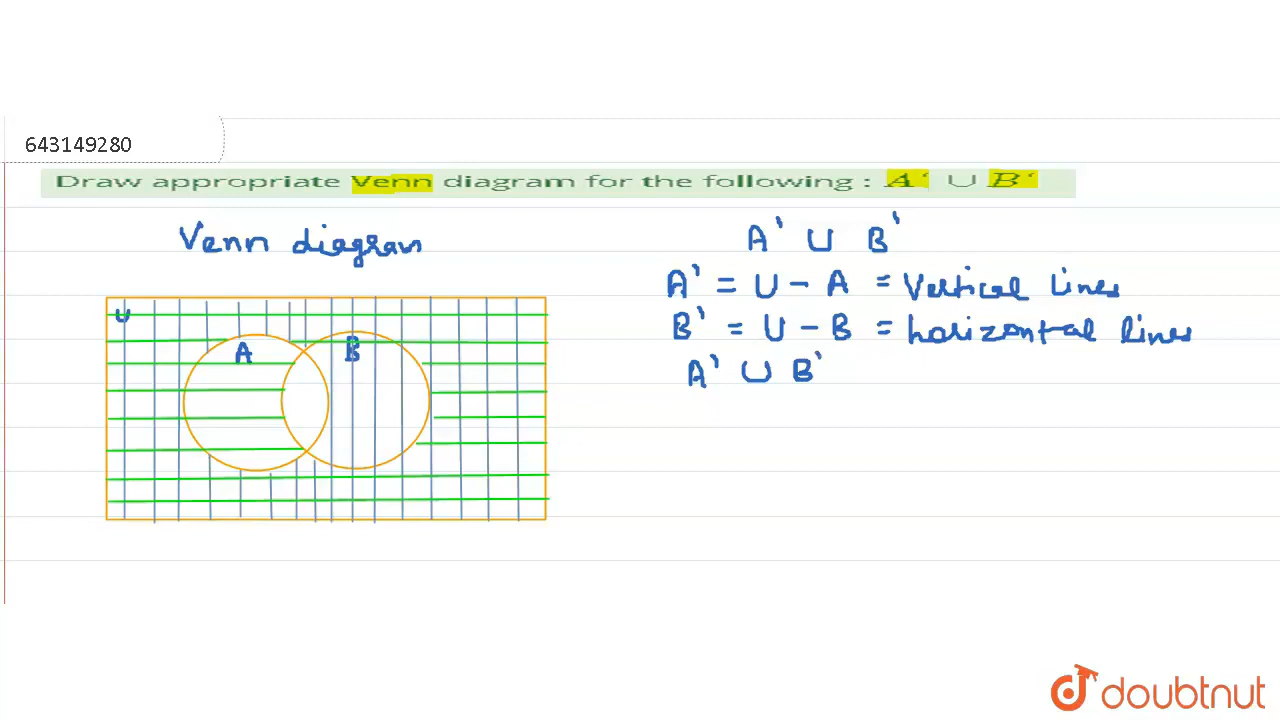 643149280
Draw appropriate Venn diagram for the following : A‘ ∪ B‘
Venn diagram
U
A
B
A' ∪ B'
A' = U - A = Vertical Lines
B' = U - B = horizontal lines
A' ∪ B'
doubtnut